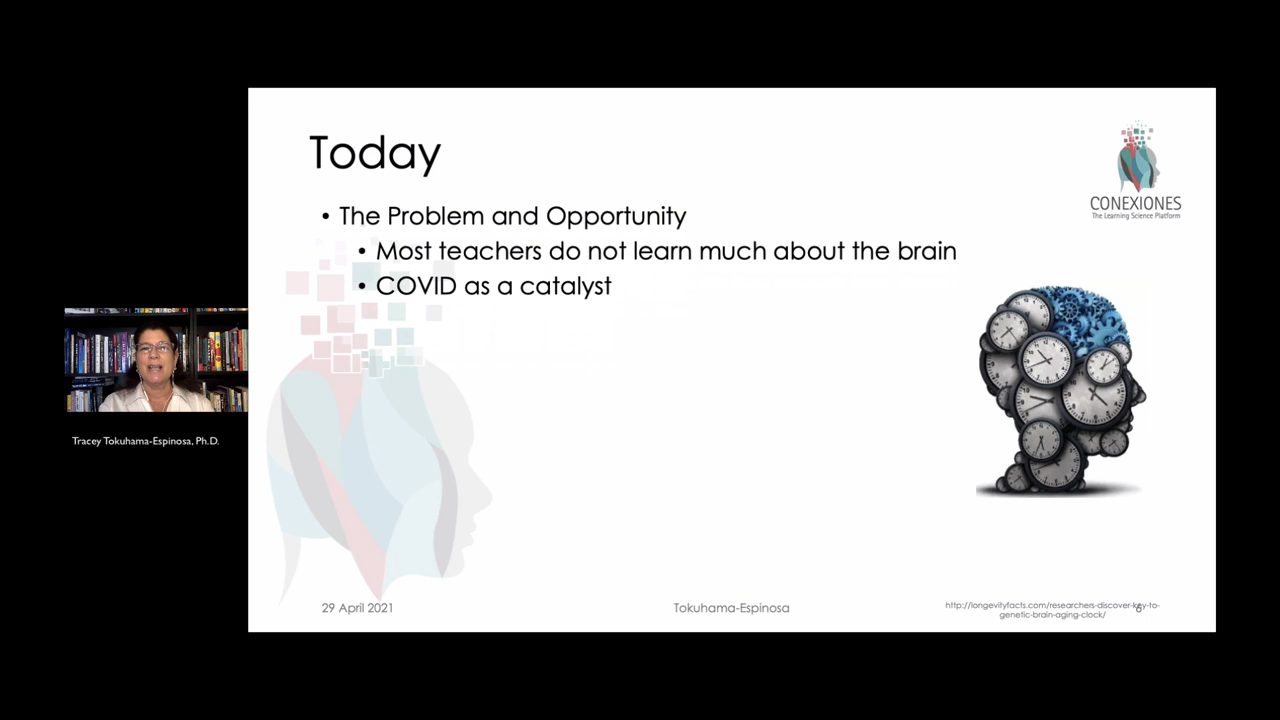 Today
CONEXIONES
The Learning Science Platform
• The Problem and Opportunity
• Most teachers do not learn much about the brain
• COVID as a catalyst
Tracey Tokuhama-Espinosa, Ph.D.
29 April 2021
Tokuhama-Espinosa
http://longevityfacts.com/researchers-discover-key-to-
genetic-brain-aging-clock/
6